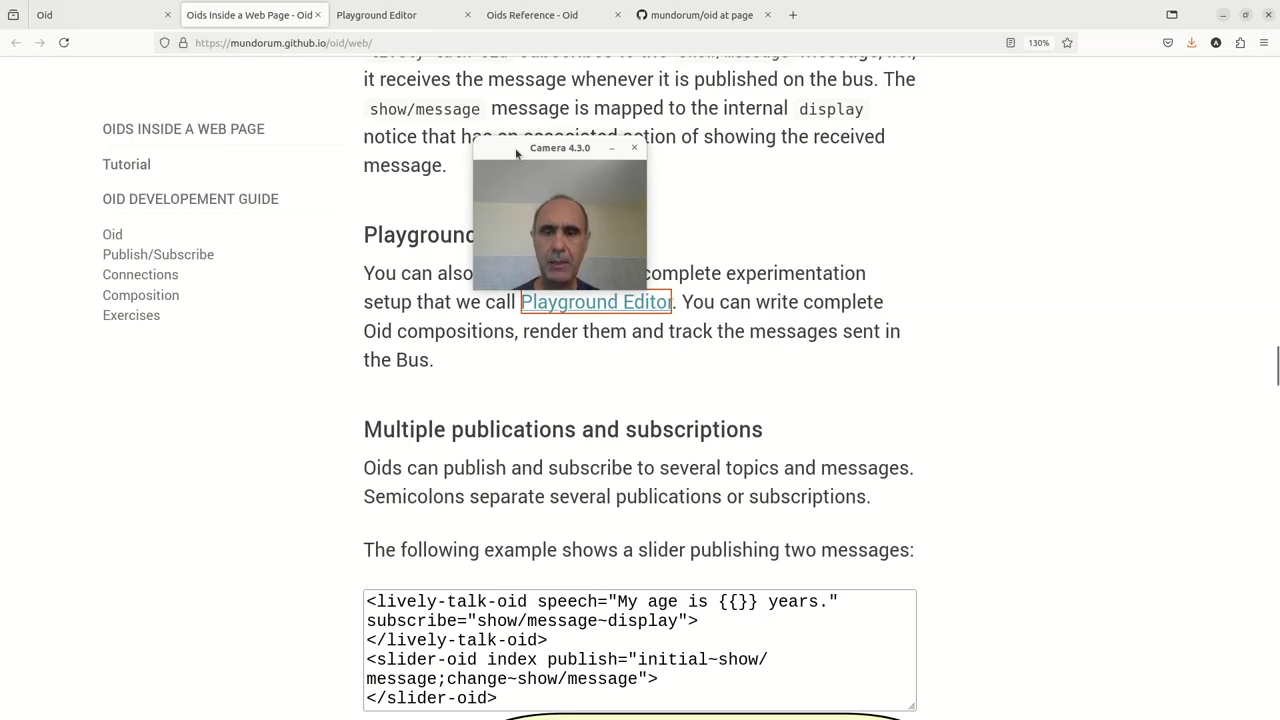 Oid
Oids Inside a Web Page - Oid
Playground Editor
Oids Reference - Oid
mundorum/oid at page
https://mundorum.github.io/oid/web/
130%
it receives the message whenever it is published on the bus. The
show/message message is mapped to the internal display
notice that has an associated action of showing the received
message.
Camera 4.3.0
OIDS INSIDE A WEB PAGE
Tutorial
OID DEVELOPEMENT GUIDE
Oid
Publish/Subscribe
Connections
Composition
Exercises
Playground
You can also complete experimentation
setup that we call Playground Editor. You can write complete
Oid compositions, render them and track the messages sent in
the Bus.
Multiple publications and subscriptions
Oids can publish and subscribe to several topics and messages.
Semicolons separate several publications or subscriptions.
The following example shows a slider publishing two messages:
<lively-talk-oid speech="My age is {{}} years."
subscribe="show/message~display">
</lively-talk-oid>
<slider-oid index publish="initial~show/
message;change~show/message">
</slider-oid>